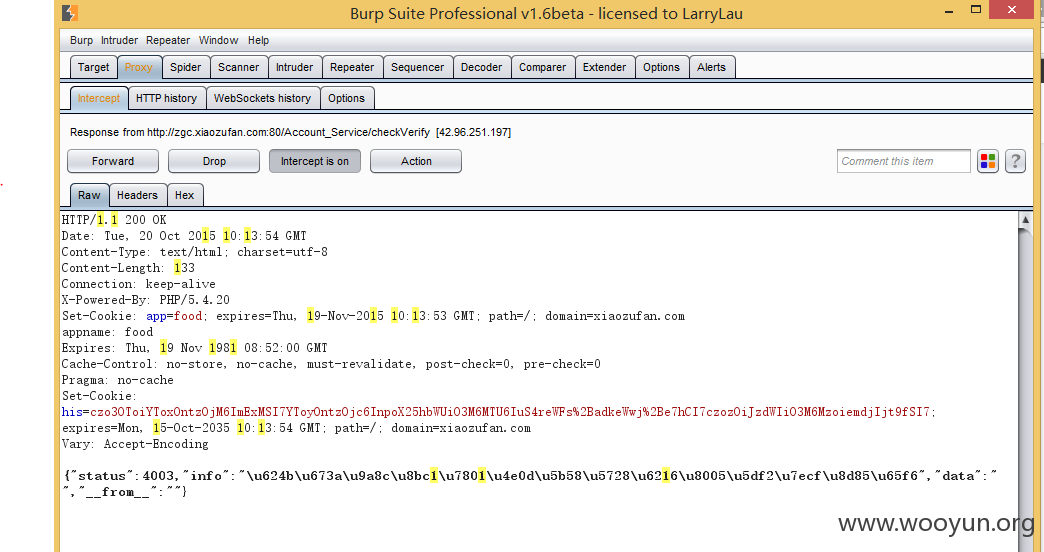 Burp Suite Professional v1.6beta - licensed to LarryLau
Burp Intruder Repeater Window Help
Target Proxy Spider Scanner Intruder Repeater Sequencer Decoder Comparer Extender Options Alerts
Intercept HTTP history WebSockets history Options
Response from http://zgc.xiaozufan.com:80/Account_Service/checkVerify [42.96.251.197]
Forward Drop Intercept is on Action Comment this item ?
Raw Headers Hex
HTTP/1.1 200 OK
Date: Tue, 20 Oct 2015 10:13:54 GMT
Content-Type: text/html; charset=utf-8
Content-Length: 133
Connection: keep-alive
X-Powered-By: PHP/5.4.20
Set-Cookie: app=food; expires=Thu, 19-Nov-2015 10:13:53 GMT; path=/; domain=xiaozufan.com
appname: food
Expires: Thu, 19 Nov 1981 08:52:00 GMT
Cache-Control: no-store, no-cache, must-revalidate, post-check=0, pre-check=0
Pragma: no-cache
Set-Cookie:
his=czo3OToiYToxOntzOjM6ImExMSI7YToyOntzOjc6InpoX25hbWUiO3M6MTU6IuS4reWFs%2BadkeWwj%2Be7hCI7czozOiJzdWIiO3M6MzoiemdjIjt9fSI7;
expires=Mon, 15-Oct-2035 10:13:54 GMT; path=/; domain=xiaozufan.com
Vary: Accept-Encoding
{"status":4003,"info":"\u624b\u673a\u9a8c\u8bc1\u7801\u4e0d\u5b58\u5728\u6216\u8005\u5df2\u7ecf\u8d85\u65f6","data":"
","__from__":""}
www.wooyun.org